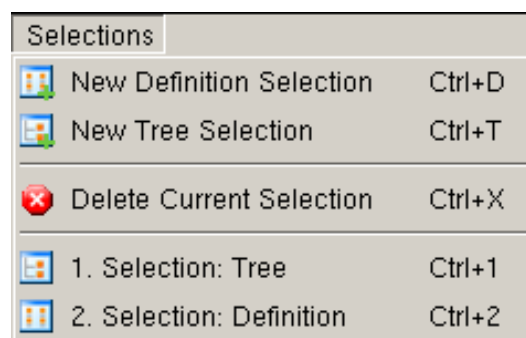 Selections
New Definition Selection Ctrl+D
New Tree Selection Ctrl+T
Delete Current Selection Ctrl+X
1. Selection: Tree Ctrl+1
2. Selection: Definition Ctrl+2